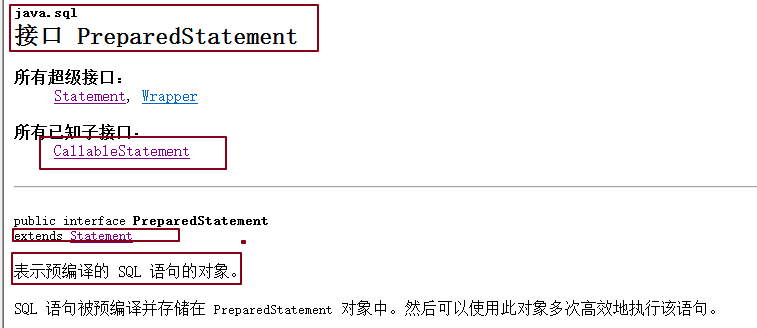 java.sql
接口 PreparedStatement
所有超级接口：
Statement, Wrapper
所有已知子接口：
CallableStatement
public interface PreparedStatement
extends Statement
表示预编译的 SQL 语句的对象。
SQL 语句被预编译并存储在 PreparedStatement 对象中。然后可以使用此对象多次高效地执行该语句。